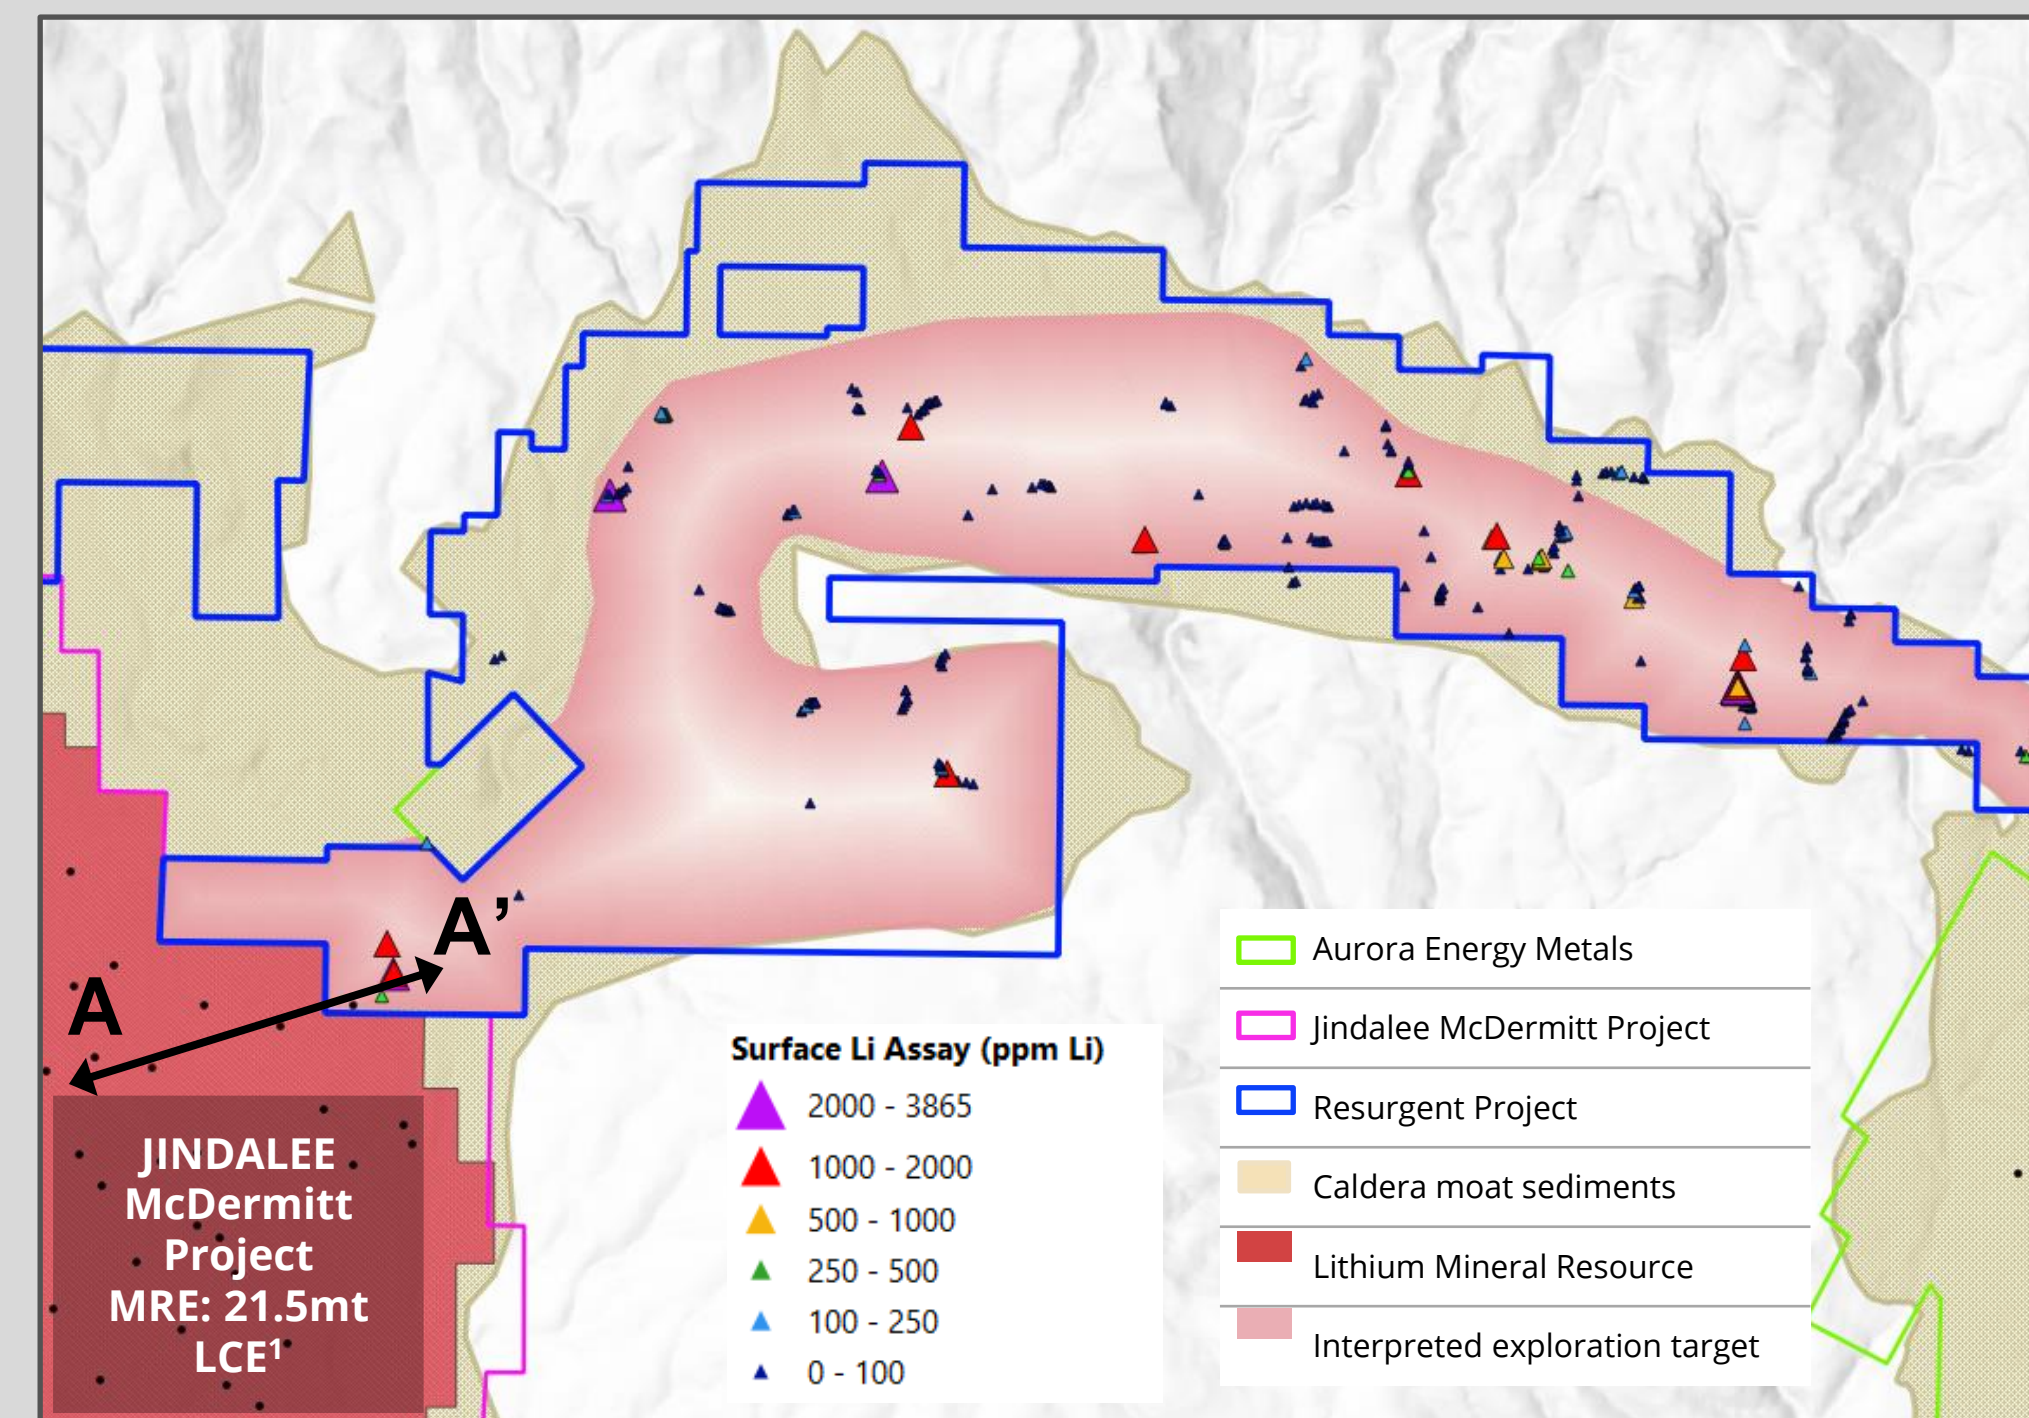 A’
A
JINDALEE
McDermitt
Project
MRE: 21.5mt
LCE¹
Surface Li Assay (ppm Li)
2000 - 3865
1000 - 2000
500 - 1000
250 - 500
100 - 250
0 - 100
Aurora Energy Metals
Jindalee McDermitt Project
Resurgent Project
Caldera moat sediments
Lithium Mineral Resource
Interpreted exploration target